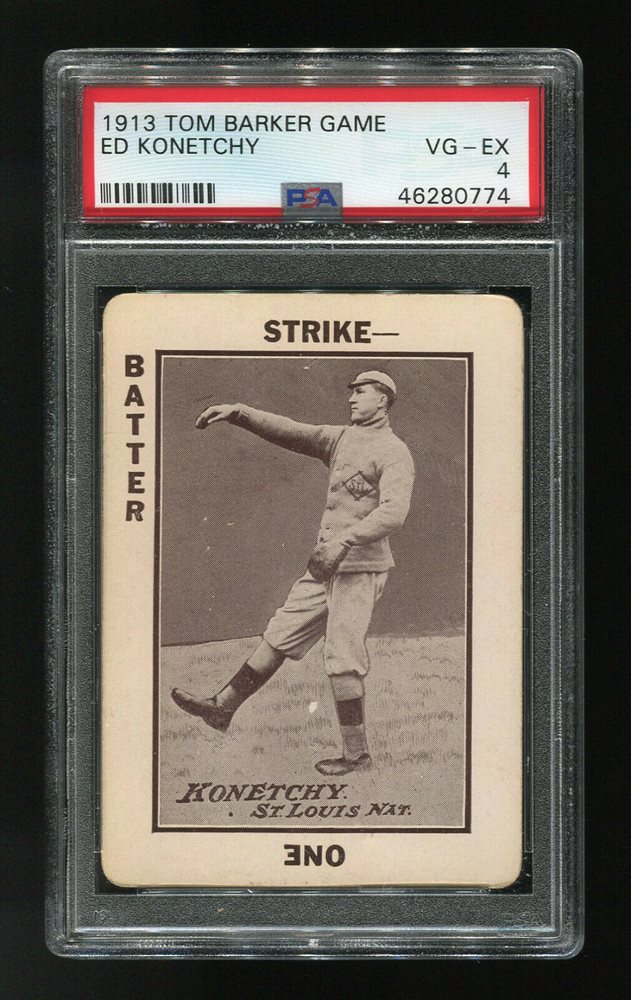 1913 TOM BARKER GAME
ED KONETCHY
VG-EX
4
PSA
46280774
STRIKE—
BATTER
KONETCHY.
ST. LOUIS NAT.
ONE